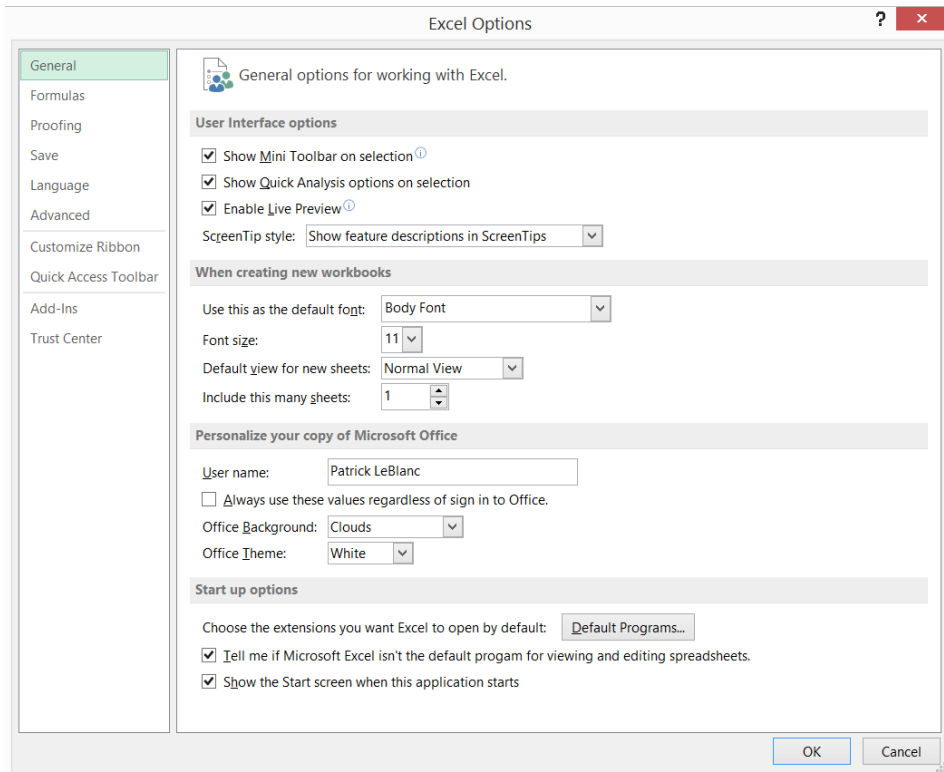 Excel Options
?
General
Formulas
Proofing
Save
Language
Advanced
Customize Ribbon
Quick Access Toolbar
Add-Ins
Trust Center
General options for working with Excel.
User Interface options
Show Mini Toolbar on selection
Show Quick Analysis options on selection
Enable Live Preview
ScreenTip style: Show feature descriptions in ScreenTips
When creating new workbooks
Use this as the default font: Body Font
Font size: 11
Default view for new sheets: Normal View
Include this many sheets: 1
Personalize your copy of Microsoft Office
User name: Patrick LeBlanc
Always use these values regardless of sign in to Office.
Office Background: Clouds
Office Theme: White
Start up options
Choose the extensions you want Excel to open by default: Default Programs...
Tell me if Microsoft Excel isn't the default progam for viewing and editing spreadsheets.
Show the Start screen when this application starts
OK Cancel